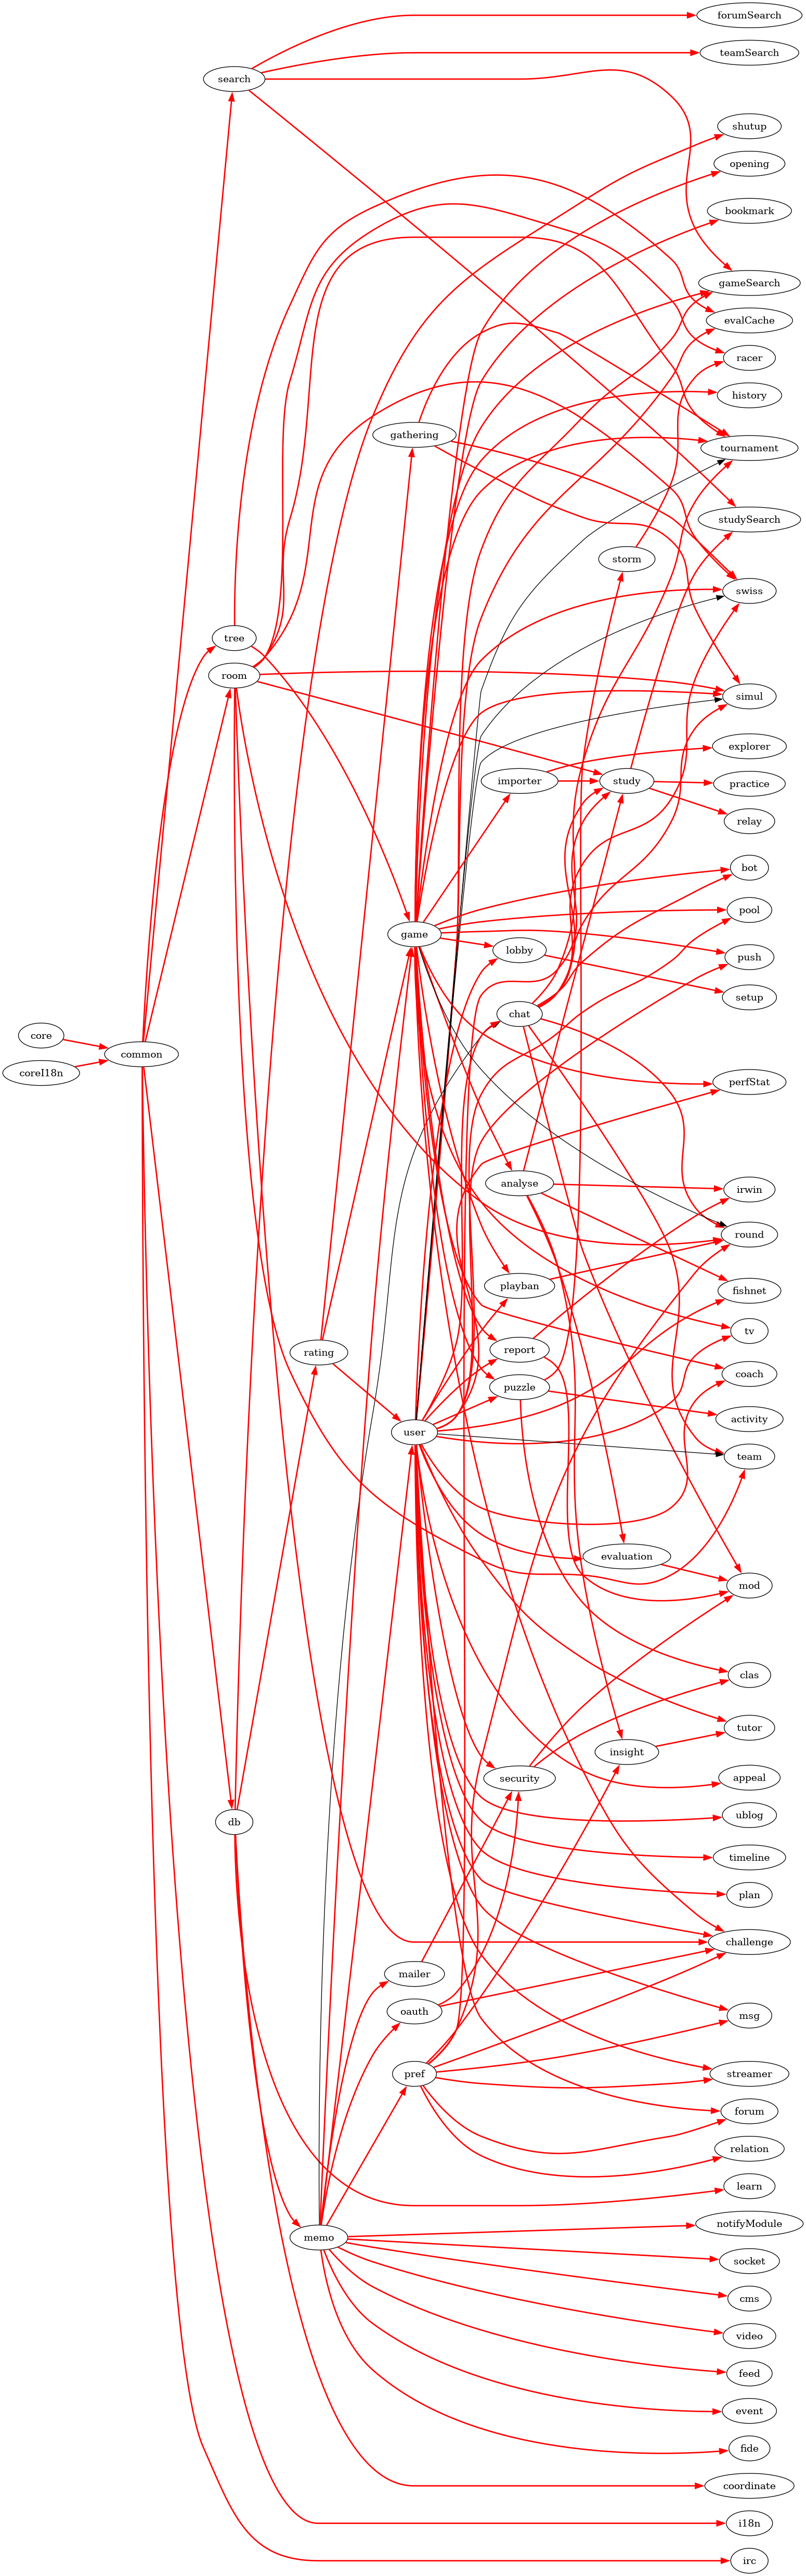 forumSearch
teamSearch
search
shutup
opening
bookmark
gameSearch
evalCache
racer
history
gathering
tournament
studySearch
storm
swiss
tree
room
simul
explorer
importer
study
practice
relay
bot
pool
game
lobby
push
setup
chat
core
common
coreI18n
perfStat
analyse
irwin
round
playban
fishnet
tv
rating
report
coach
puzzle
activity
user
team
evaluation
mod
clas
tutor
insight
security
appeal
ublog
db
timeline
plan
challenge
mailer
oauth
msg
pref
streamer
forum
relation
learn
notifyModule
memo
socket
cms
video
feed
event
fide
coordinate
i18n
irc